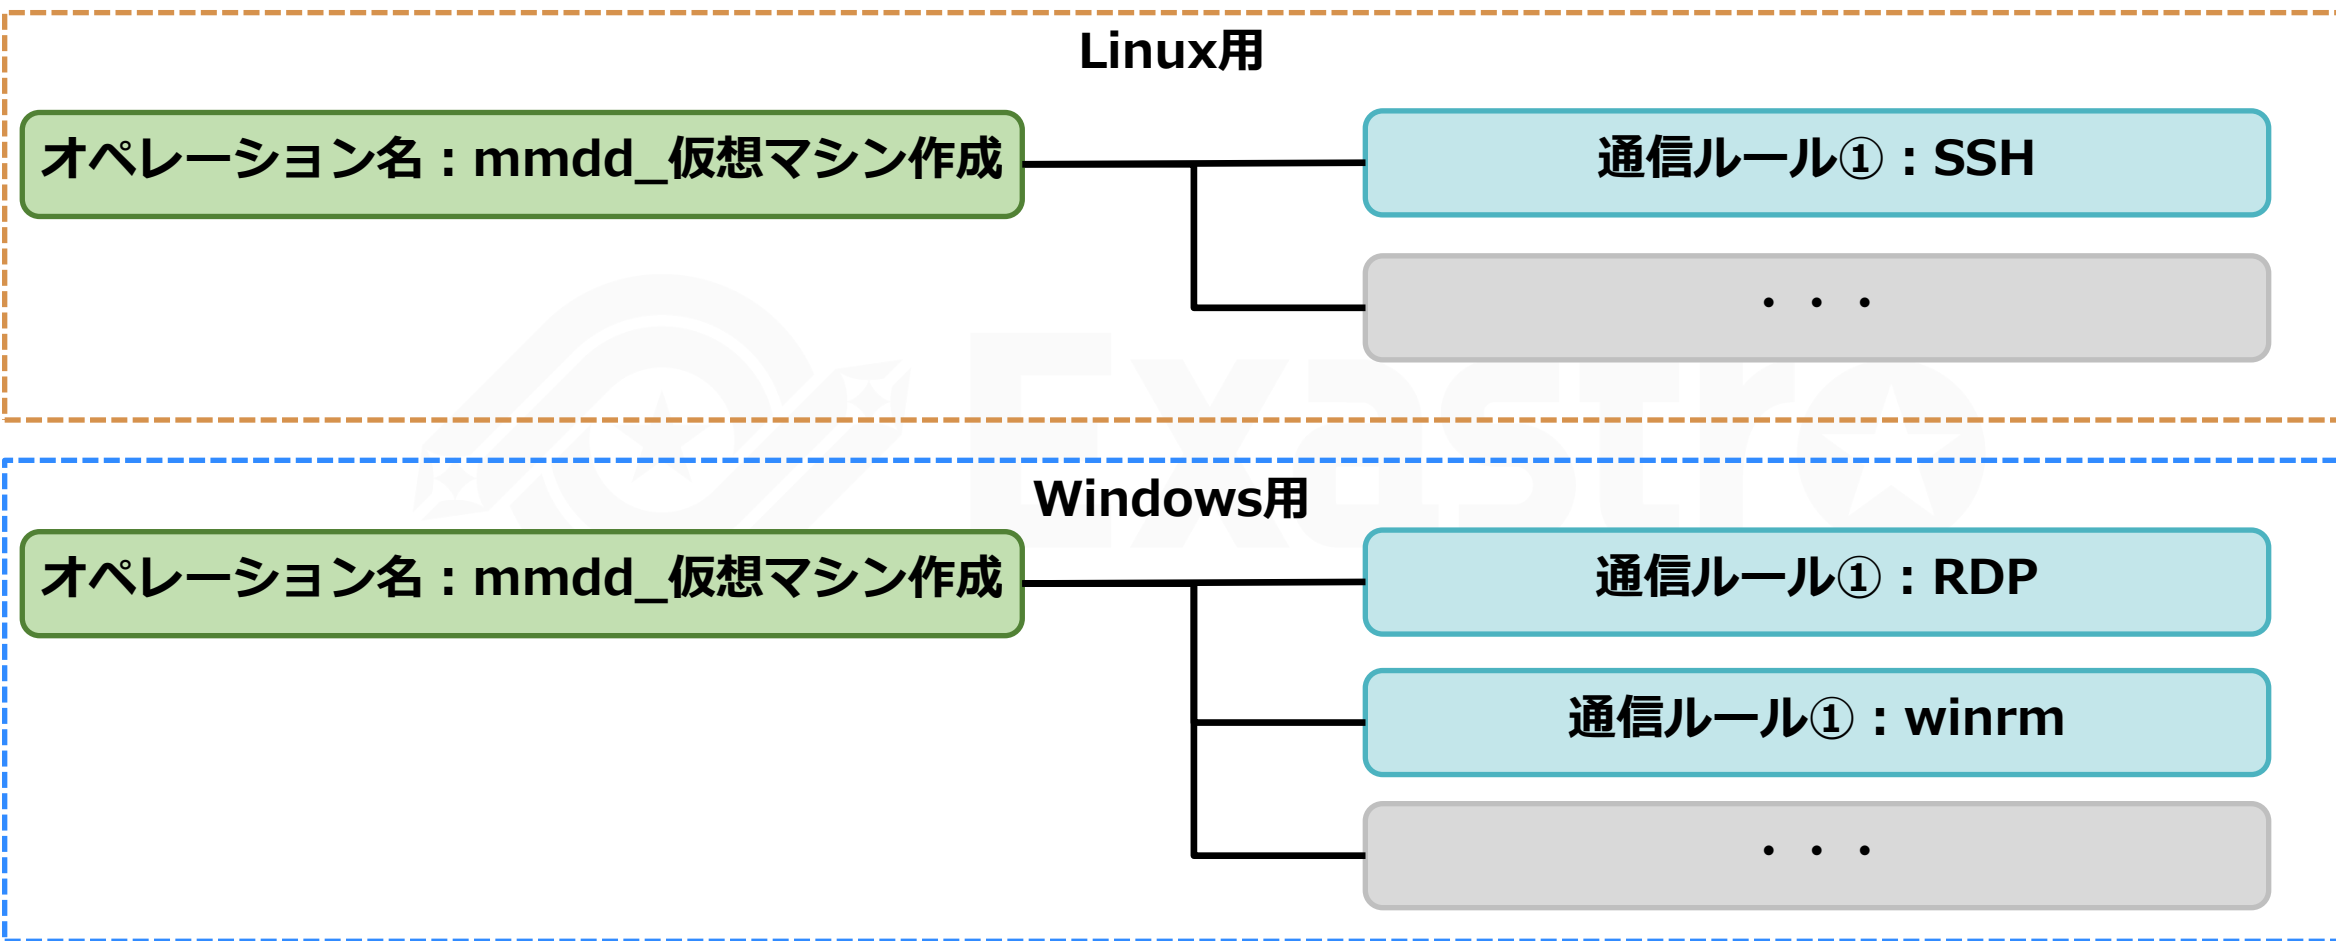 Linux用
オペレーション名：mmdd_仮想マシン作成
通信ルール①：SSH
・・・
Exastro
Windows用
オペレーション名：mmdd_仮想マシン作成
通信ルール①：RDP
通信ルール①：winrm
・・・